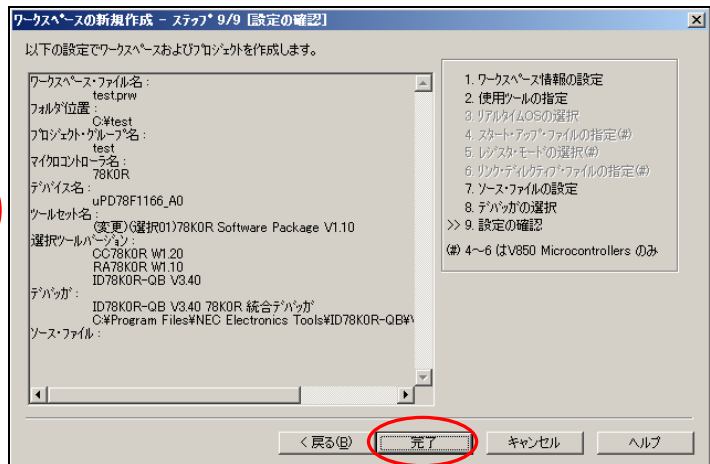 ワークスペースの新規作成 - ステップ 9/9 [設定の確認]
以下の設定でワークスペースおよびプロジェクトを作成します。
ワークスペース・ファイル名 :
test.prw
フォルダ位置 :
C:¥test
プロジェクト・グループ名 :
test
マイクロコントローラ名 :
78K0R
デバイス名 :
uPD78F1166_A0
ツールセット名 :
(変更)(選択01)78K0R Software Package V1.10
選択ツールバージョン :
CC78K0R W1.20
RA78K0R W1.10
ID78K0R-QB V3.40
デバッガ :
ID78K0R-QB V3.40 78K0R 統合デバッガ
C:¥Program Files¥NEC Electronics Tools¥ID78K0R-QB¥
ソース・ファイル :
1. ワークスペース情報の設定
2. 使用ツールの指定
3. リアルタイムOSの選択
4. スタート・アップ・ファイルの指定(#)
5. レジスタ・モードの選択(#)
6. リンク・ディレクティブ・ファイルの指定(#)
7. ソース・ファイルの設定
8. デバッガの選択
>> 9. 設定の確認
(#) 4~6 はV850 Microcontrollers のみ
< 戻る(B)
完了
キャンセル
ヘルプ